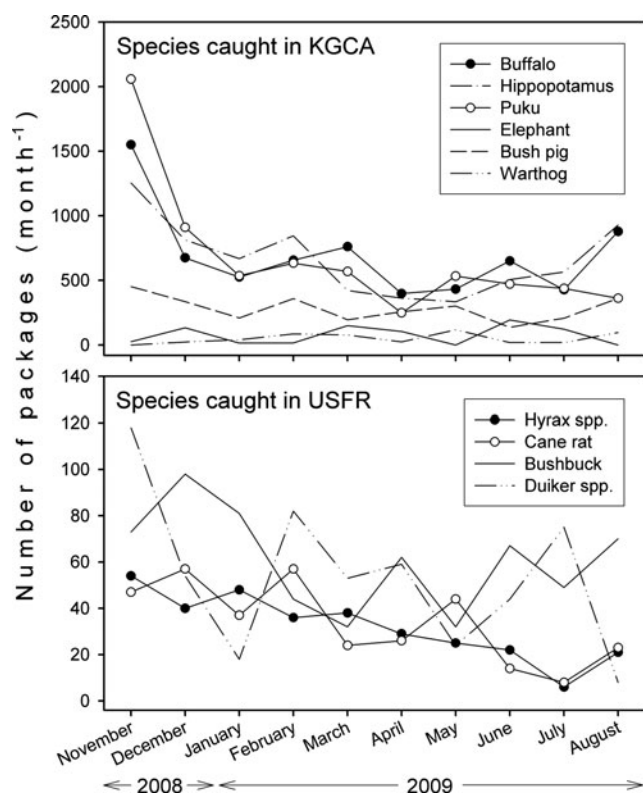 Number of packages (month⁻¹)
2500
2000
1500
1000
500
0
Species caught in KGCA
Buffalo
Hippopotamus
Puku
Elephant
Bush pig
Warthog
140
120
100
80
60
40
20
0
Species caught in USFR
Hyrax spp.
Cane rat
Bushbuck
Duiker spp.
November
December
January
February
March
April
May
June
July
August
2008
2009